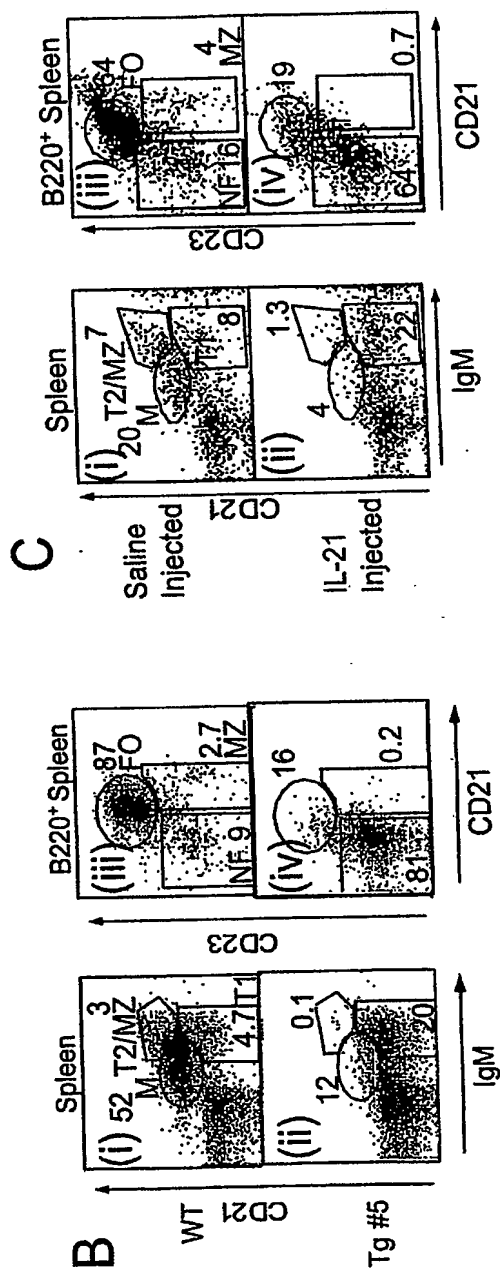 B
Spleen
B220+ Spleen
(i) 52
M
T2/MZ
3
4.7
T1
(iii)
87
FO
NF 9
2.7
MZ
WT
CD21
CD23
(ii)
12
0.1
20
(iv)
16
81
0.2
Tg #5
IgM
CD21
C
Spleen
B220+ Spleen
(i)
20
M
T2/MZ
7
T1
8
(iii)
64
FO
NF 16
4
MZ
Saline
Injected
CD21
CD23
(ii)
4
1.3
22
(iv)
19
64
0.7
IL-21
Injected
IgM
CD21